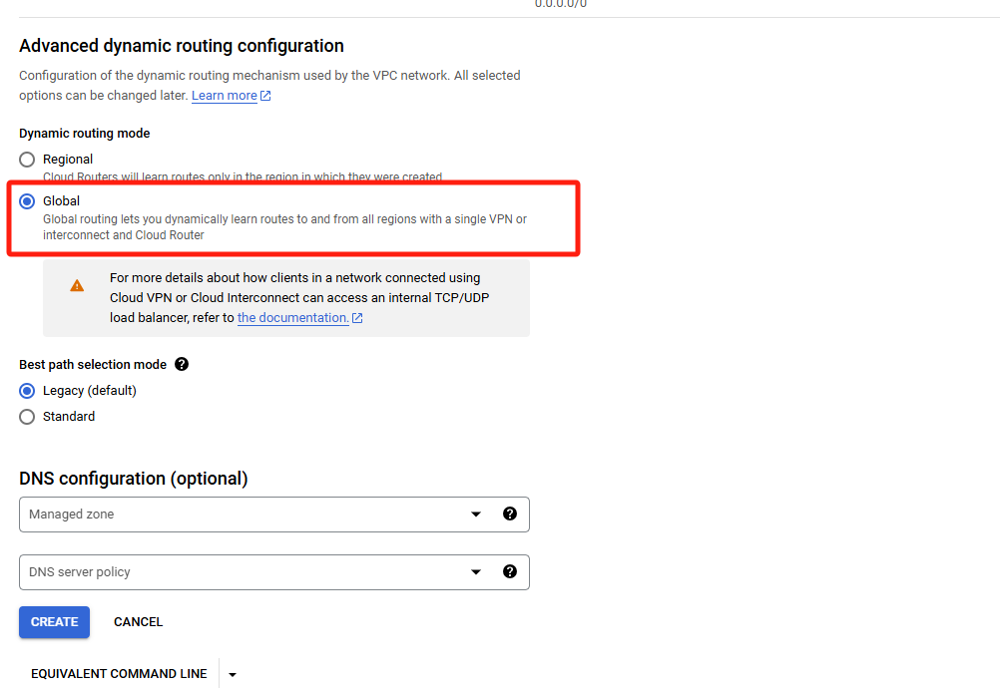 0.0.0.0/0
Advanced dynamic routing configuration
Configuration of the dynamic routing mechanism used by the VPC network. All selected
options can be changed later. Learn more
Dynamic routing mode
Regional
Cloud Routers will learn routes only in the region in which they were created
Global
Global routing lets you dynamically learn routes to and from all regions with a single VPN or
interconnect and Cloud Router
For more details about how clients in a network connected using
Cloud VPN or Cloud Interconnect can access an internal TCP/UDP
load balancer, refer to the documentation.
Best path selection mode
Legacy (default)
Standard
DNS configuration (optional)
Managed zone
DNS server policy
CREATE CANCEL
EQUIVALENT COMMAND LINE